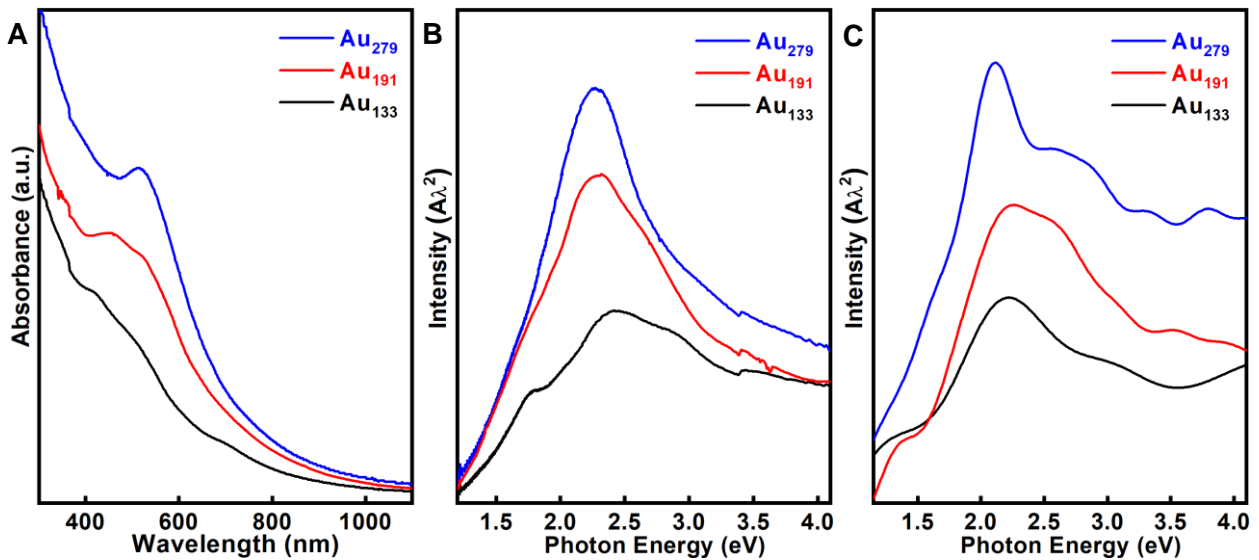 A
Au279
Au191
Au133
Absorbance (a.u.)
400 600 800 1000
Wavelength (nm)
B
Au279
Au191
Au133
Intensity (Aλ²)
1.5 2.0 2.5 3.0 3.5 4.0
Photon Energy (eV)
C
Au279
Au191
Au133
Intensity (Aλ²)
1.5 2.0 2.5 3.0 3.5 4.0
Photon Energy (eV)